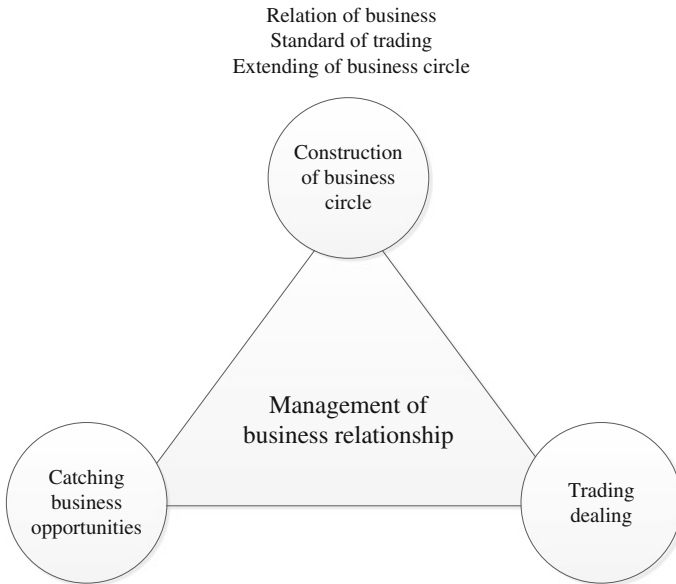 Relation of business
Standard of trading
Extending of business circle
Construction
of business
circle
Management of
business relationship
Catching
business
opportunities
Trading
dealing